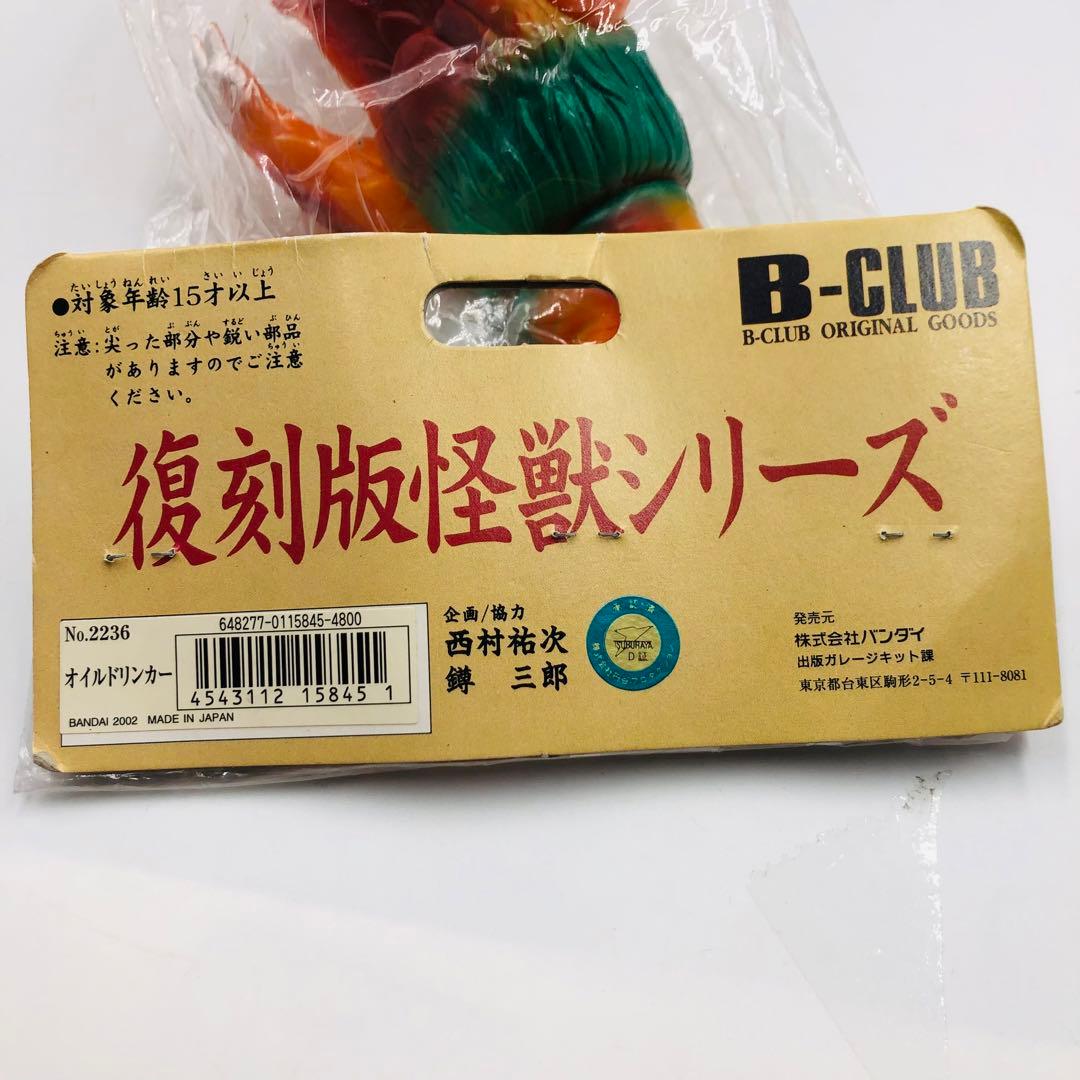 たいしょうねんれい さいいじょう
●対象年齢15才以上
ちゅうい とが ぶぶん するど ぶひん
注意:尖った部分や鋭い部品
ちゅうい
がありますのでご注意
ください。
B-CLUB
B-CLUB ORIGINAL GOODS
復刻版怪獣シリーズ
No.2236
オイルドリンカー
648277-0115845-4800
4543112 15845 1
BANDAI 2002 MADE IN JAPAN
企画/協力
西村祐次
鐏 三郎
TSUBURAYA
D 証
発売元
株式会社バンダイ
出版ガレージキット課
東京都台東区駒形2-5-4 〒111-8081